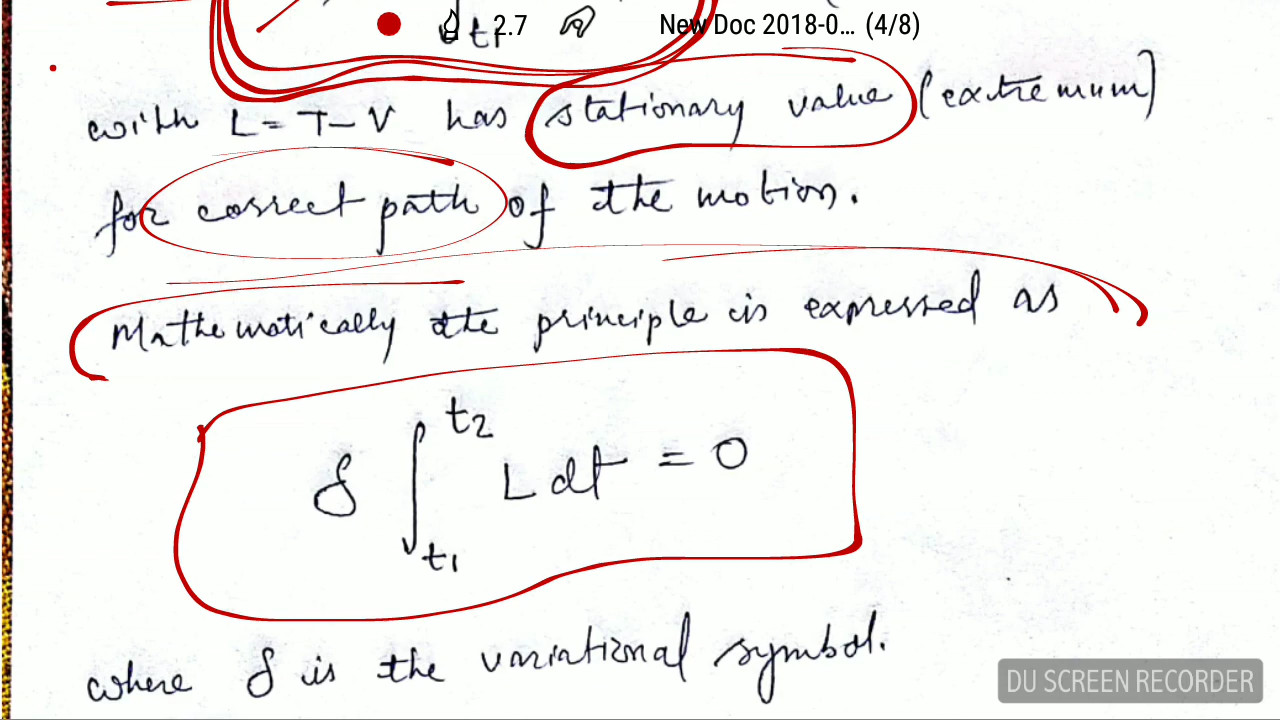 2.7 New Doc 2018-0... (4/8)
t1
with L = T - V has stationary value (extremum)
for correct path of the motion.
Mathematically the principle is expressed as
δ ∫ t1 t2 L dt = 0
where δ is the variational symbol.
DU SCREEN RECORDER